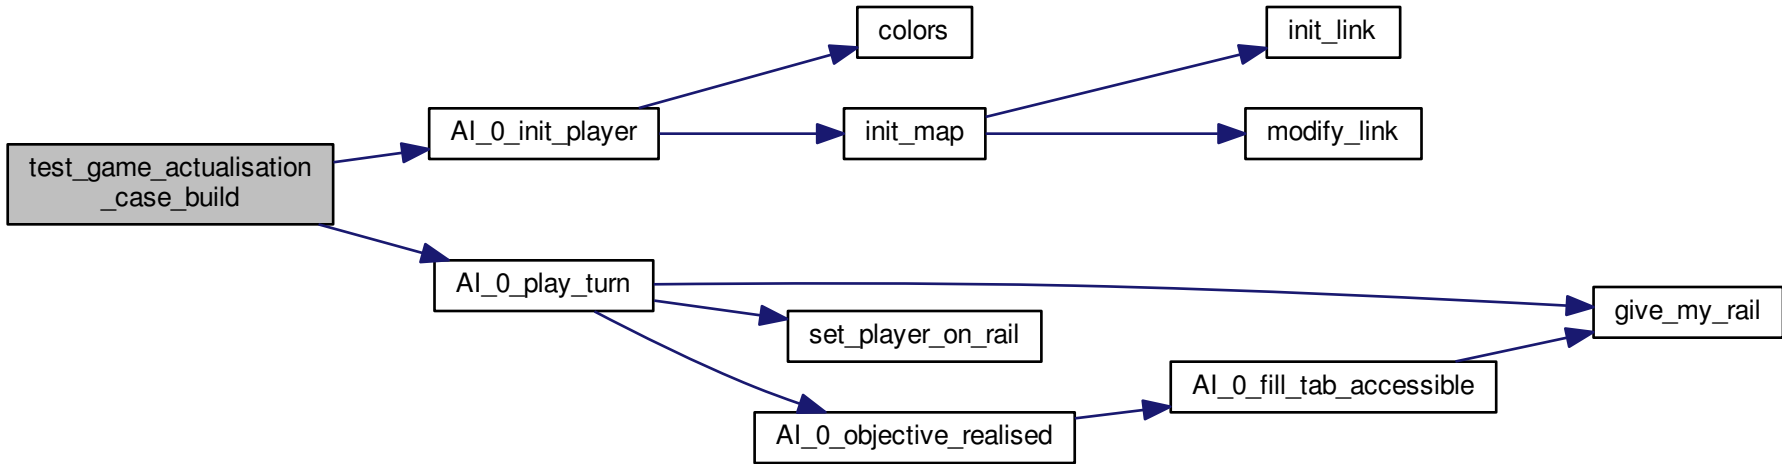 colors
init_link
AI_0_init_player
init_map
modify_link
test_game_actualisation
_case_build
AI_0_play_turn
give_my_rail
set_player_on_rail
AI_0_fill_tab_accessible
AI_0_objective_realised